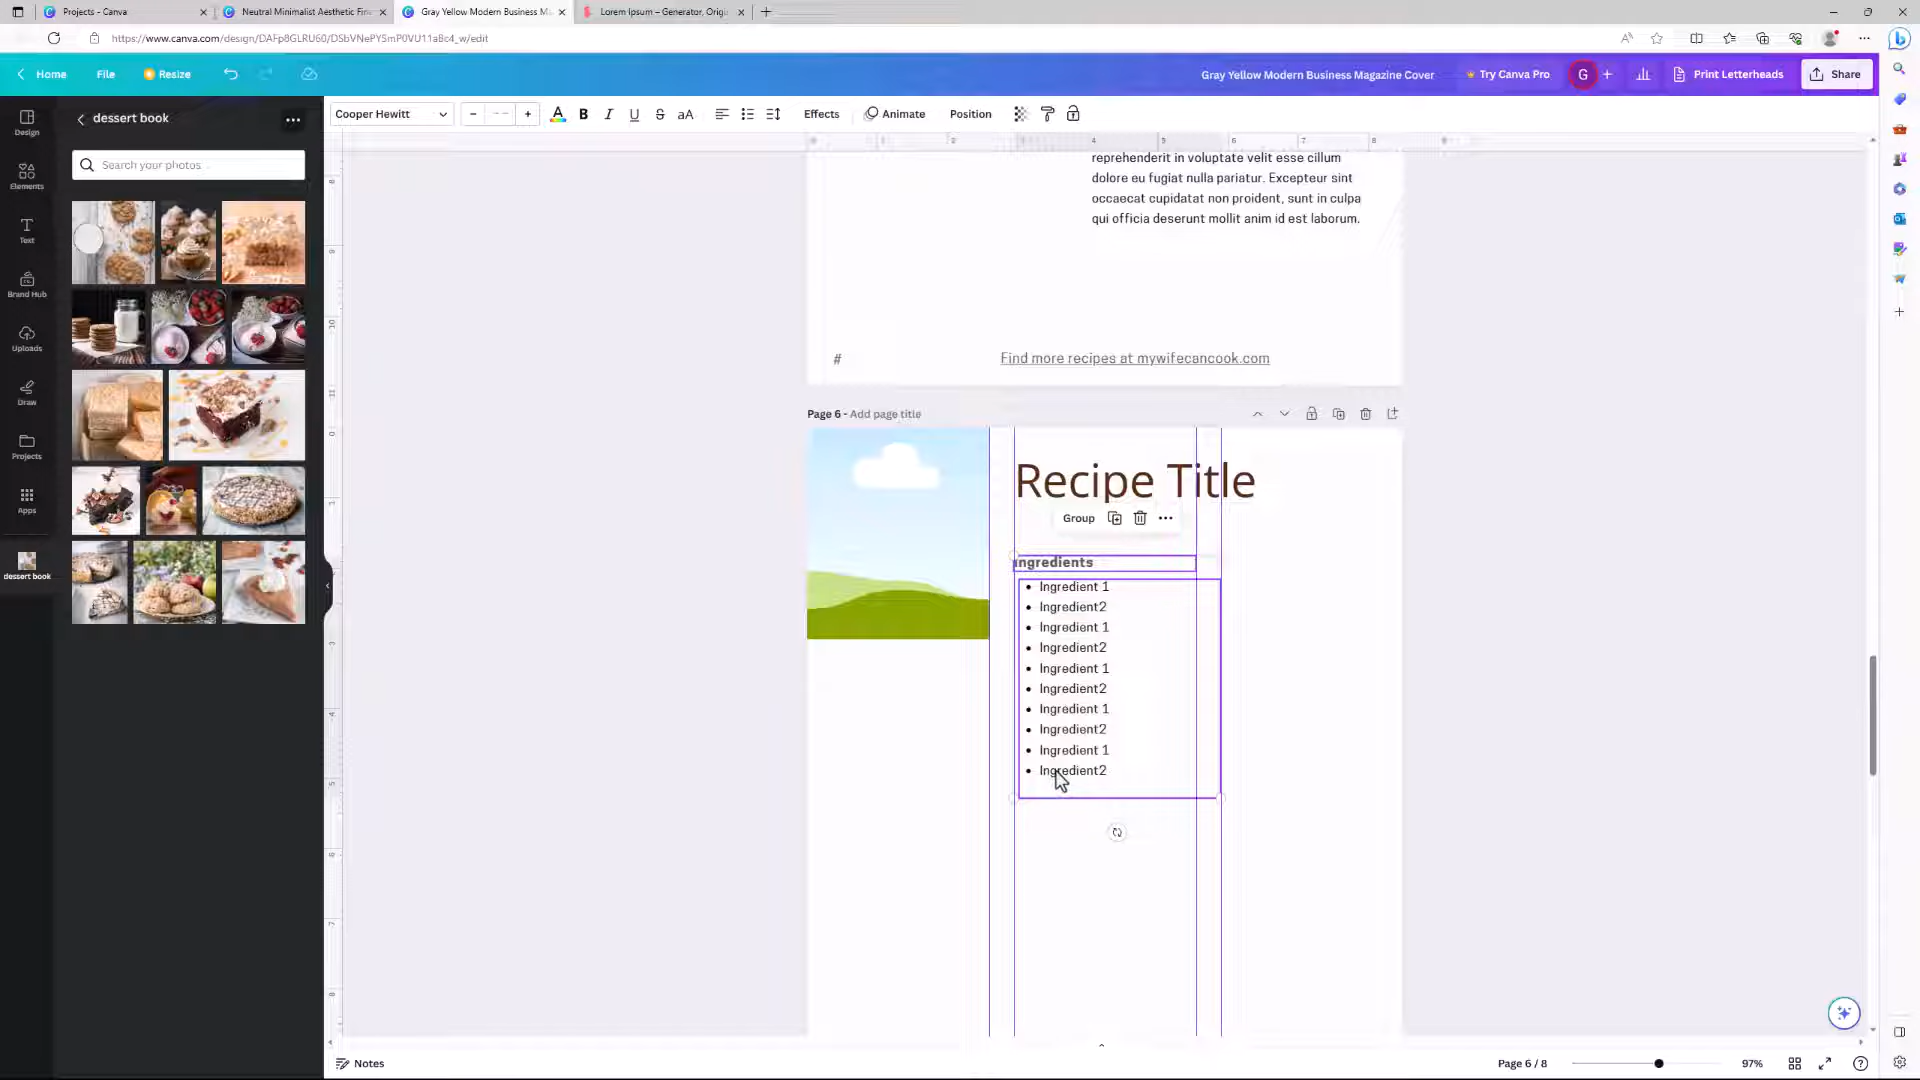 Projects - Canva
Neutral Minimalist Aesthetic Fin
Gray Yellow Modern Business M
Lorem Ipsum – Generator, Origi
https://www.canva.com/design/DAFp8GLRU60/DSbVNePYSmP0VU11a8c4_w/edit
Home
File
Resize
Gray Yellow Modern Business Magazine Cover
Try Canva Pro
G
Print Letterheads
Share
Design
Elements
Text
Brand Hub
Uploads
Draw
Projects
Apps
dessert book
dessert book
Search your photos
Cooper Hewitt
Effects
Animate
Position
reprehenderit in voluptate velit esse cillum
dolore eu fugiat nulla pariatur. Excepteur sint
occaecat cupidatat non proident, sunt in culpa
qui officia deserunt mollit anim id est laborum.
#
Find more recipes at mywifecancook.com
Page 6 - Add page title
Recipe Title
Group
Ingredients
• Ingredient 1
• Ingredient2
• Ingredient 1
• Ingredient2
• Ingredient 1
• Ingredient2
• Ingredient 1
• Ingredient2
• Ingredient 1
• Ingredient2
Notes
Page 6 / 8
97%